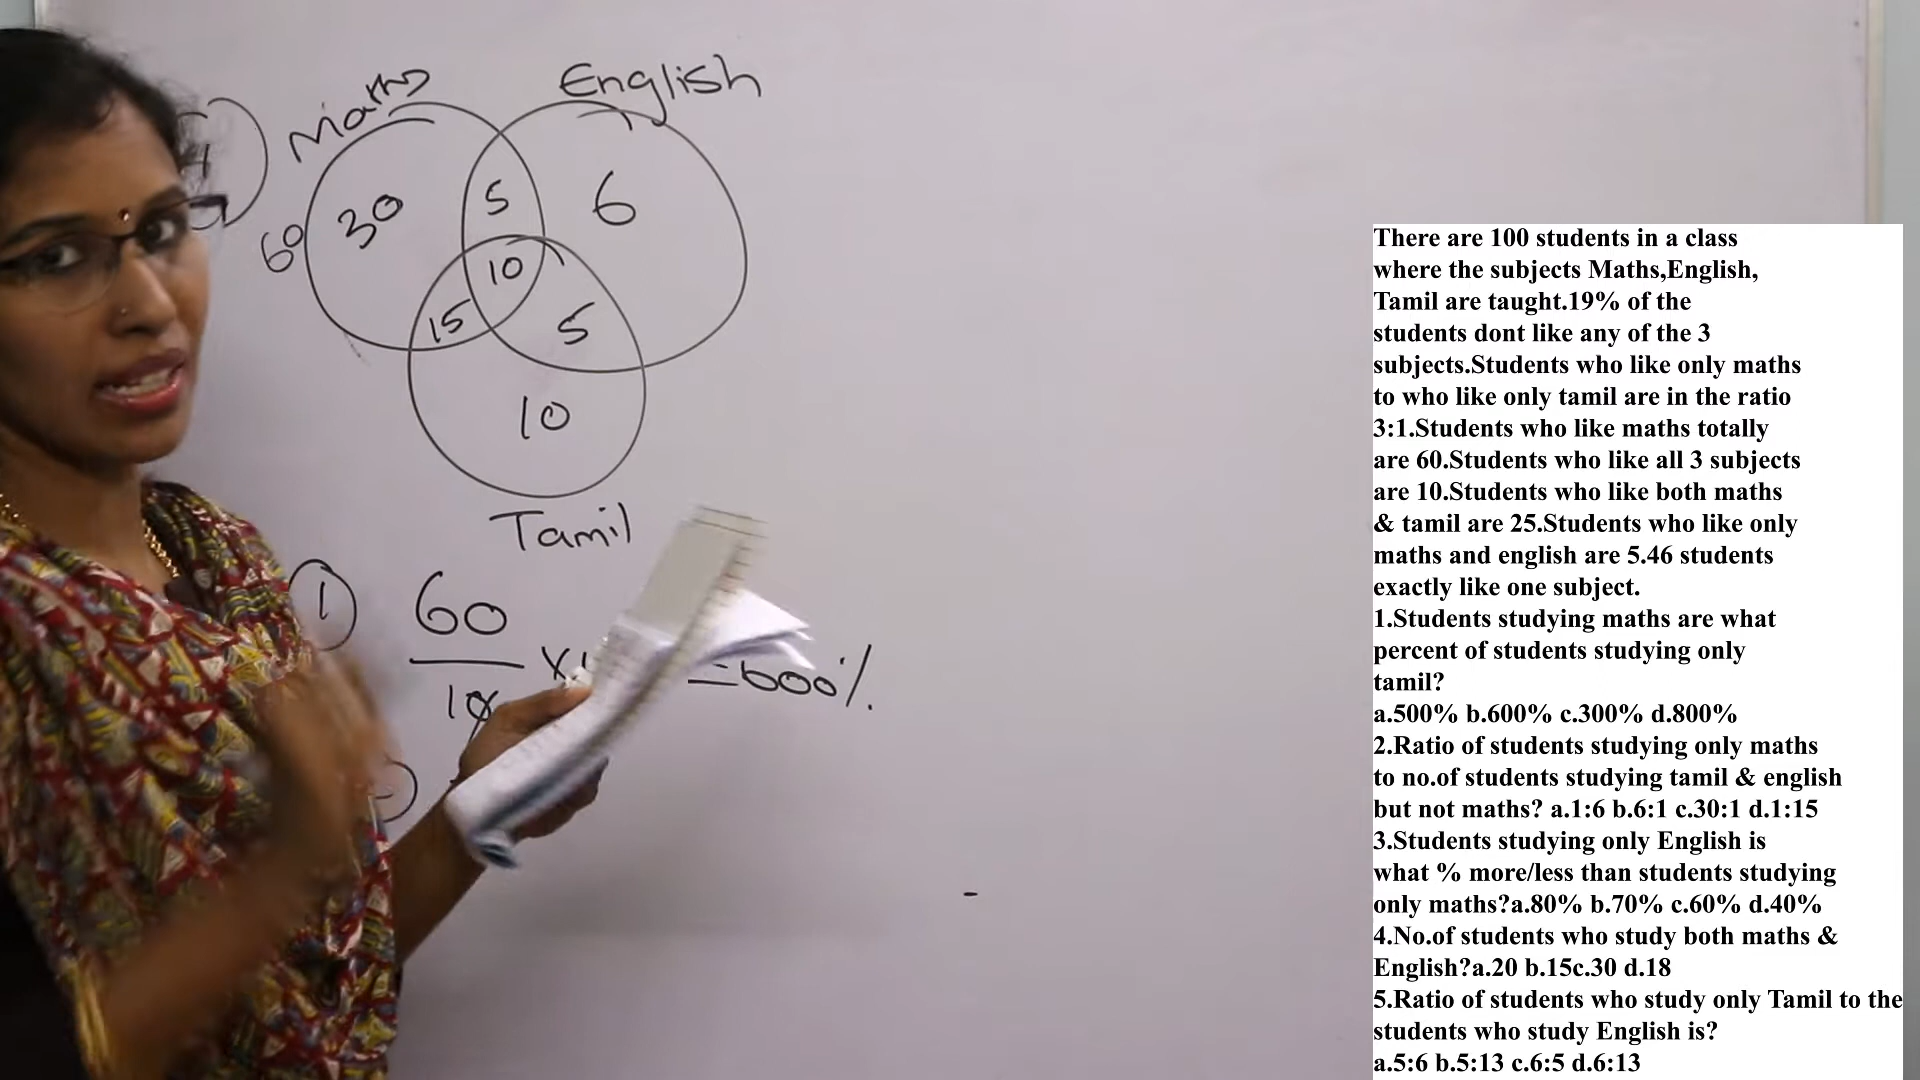 Maths
English
60
30
5
6
10
15
5
10
Tamil
1
60
10
=600%
There are 100 students in a class
where the subjects Maths,English,
Tamil are taught.19% of the
students dont like any of the 3
subjects.Students who like only maths
to who like only tamil are in the ratio
3:1.Students who like maths totally
are 60.Students who like all 3 subjects
are 10.Students who like both maths
& tamil are 25.Students who like only
maths and english are 5.46 students
exactly like one subject.
1.Students studying maths are what
percent of students studying only
tamil?
a.500% b.600% c.300% d.800%
2.Ratio of students studying only maths
to no.of students studying tamil & english
but not maths? a.1:6 b.6:1 c.30:1 d.1:15
3.Students studying only English is
what % more/less than students studying
only maths?a.80% b.70% c.60% d.40%
4.No.of students who study both maths &
English?a.20 b.15c.30 d.18
5.Ratio of students who study only Tamil to the
students who study English is?
a.5:6 b.5:13 c.6:5 d.6:13